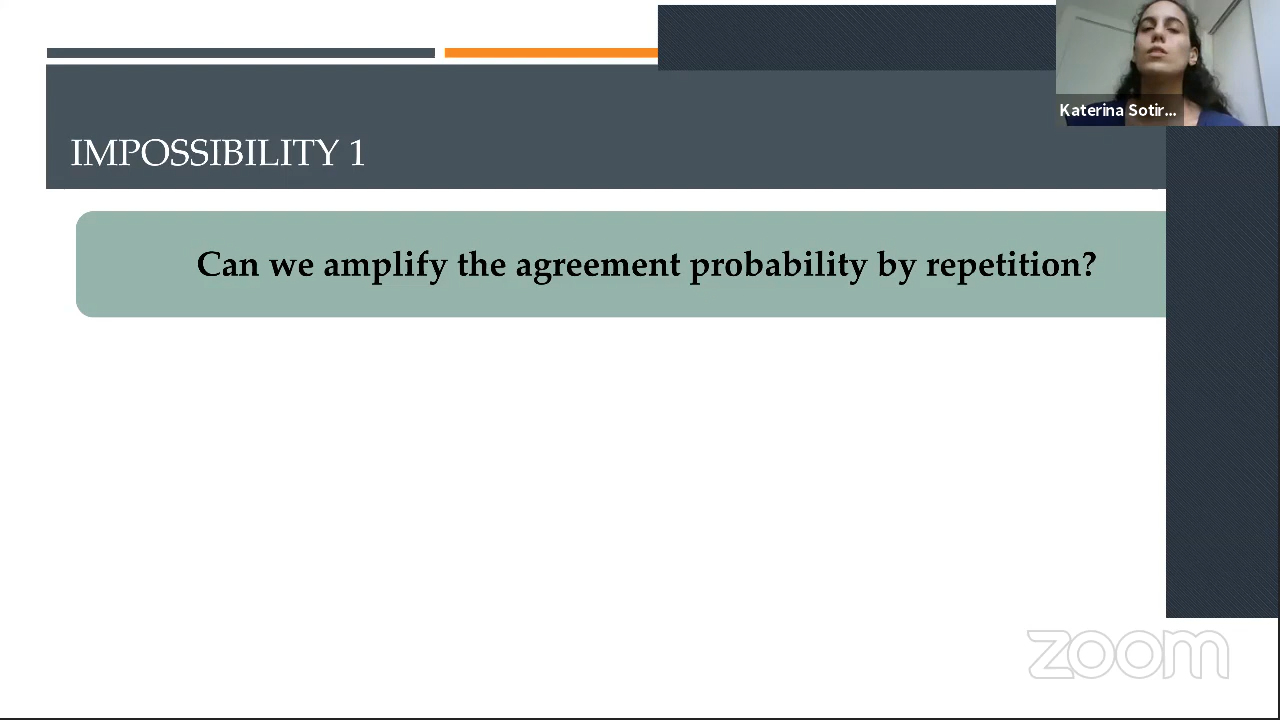 Katerina Sotir...
IMPOSSIBILITY 1
Can we amplify the agreement probability by repetition?
zoom